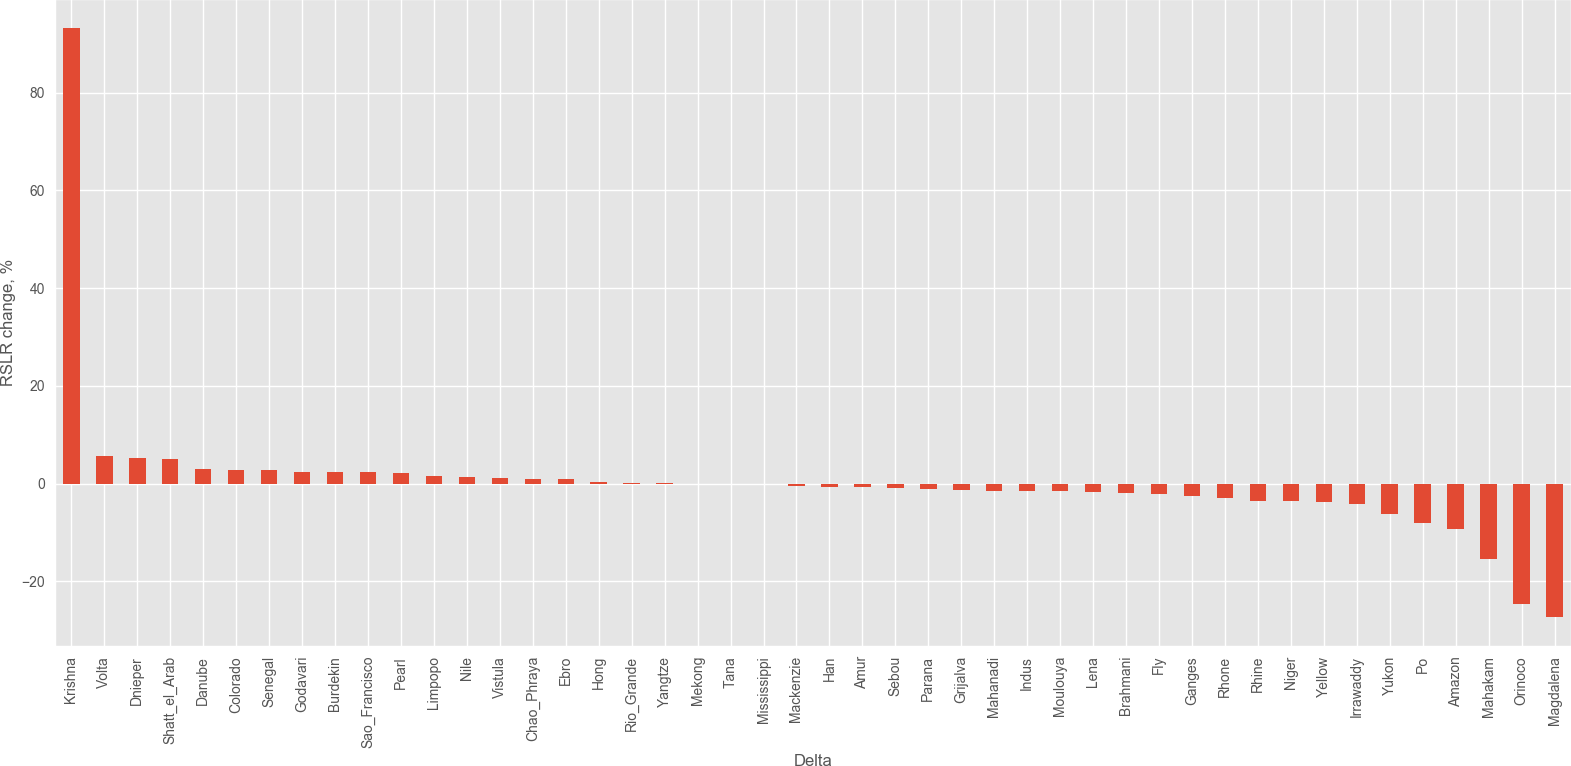 RSLR change, %
80
60
40
20
0
−20
Krishna
Volta
Dnieper
Shatt_el_Arab
Danube
Colorado
Senegal
Godavari
Burdekin
Sao_Francisco
Pearl
Limpopo
Nile
Vistula
Chao_Phraya
Ebro
Hong
Rio_Grande
Yangtze
Mekong
Tana
Mississippi
Mackenzie
Han
Amur
Sebou
Parana
Grijalva
Mahanadi
Indus
Moulouya
Lena
Brahmani
Fly
Ganges
Rhone
Rhine
Niger
Yellow
Irrawaddy
Yukon
Po
Amazon
Mahakam
Orinoco
Magdalena
Delta